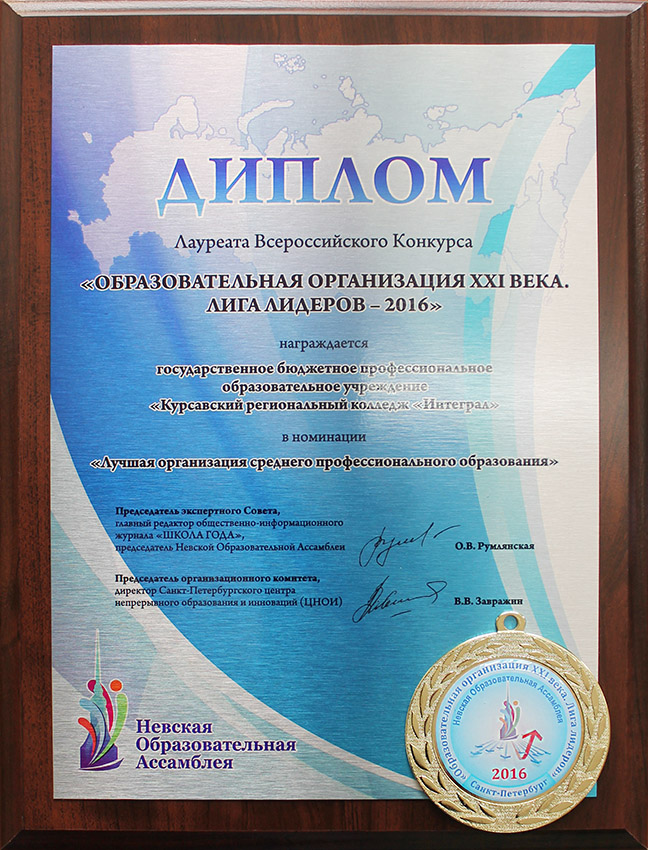 ДИПЛОМ
Лауреата Всероссийского Конкурса
«ОБРАЗОВАТЕЛЬНАЯ ОРГАНИЗАЦИЯ XXI ВЕКА.
ЛИГА ЛИДЕРОВ – 2016»
награждается
государственное бюджетное профессиональное
образовательное учреждение
«Курсавский региональный колледж «Интеграл»
в номинации
«Лучшая организация среднего профессионального образования»
Председатель экспертного Совета,
главный редактор общественно-информационного
журнала «ШКОЛА ГОДА»,
председатель Невской Образовательной Ассамблеи
О.В. Румлянская
Председатель организационного комитета,
директор Санкт-Петербургского центра
непрерывного образования и инноваций (ЦНОИ)
В.В. Завражин
Невская
Образовательная
Ассамблея
«Образовательная организация XXI века. Лига лидеров»
Невская Образовательная Ассамблея
2016
Санкт-Петербург